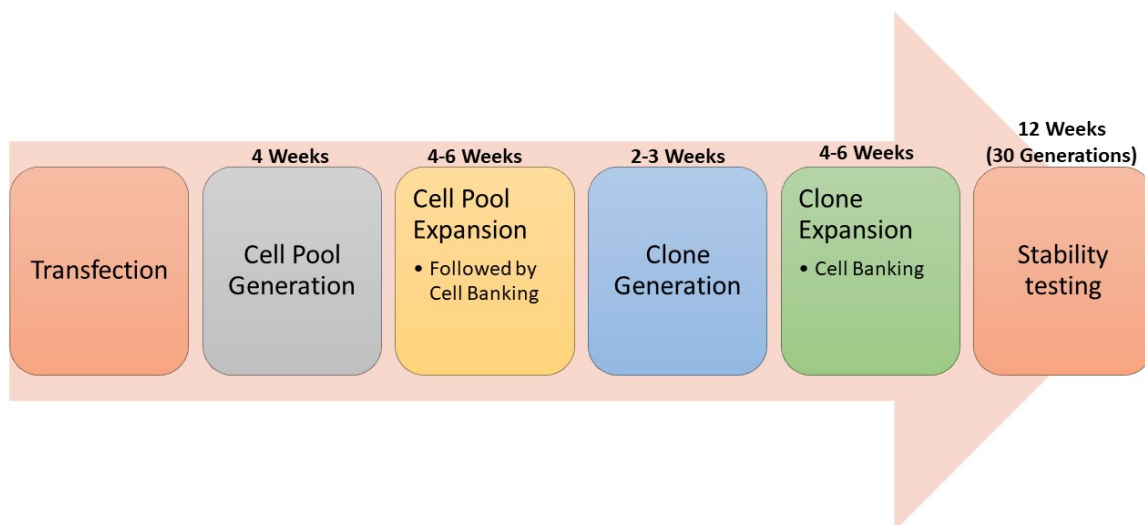 Transfection
4 Weeks
Cell Pool
Generation
4-6 Weeks
Cell Pool
Expansion
• Followed by
Cell Banking
2-3 Weeks
Clone
Generation
4-6 Weeks
Clone
Expansion
• Cell Banking
12 Weeks
(30 Generations)
Stability
testing